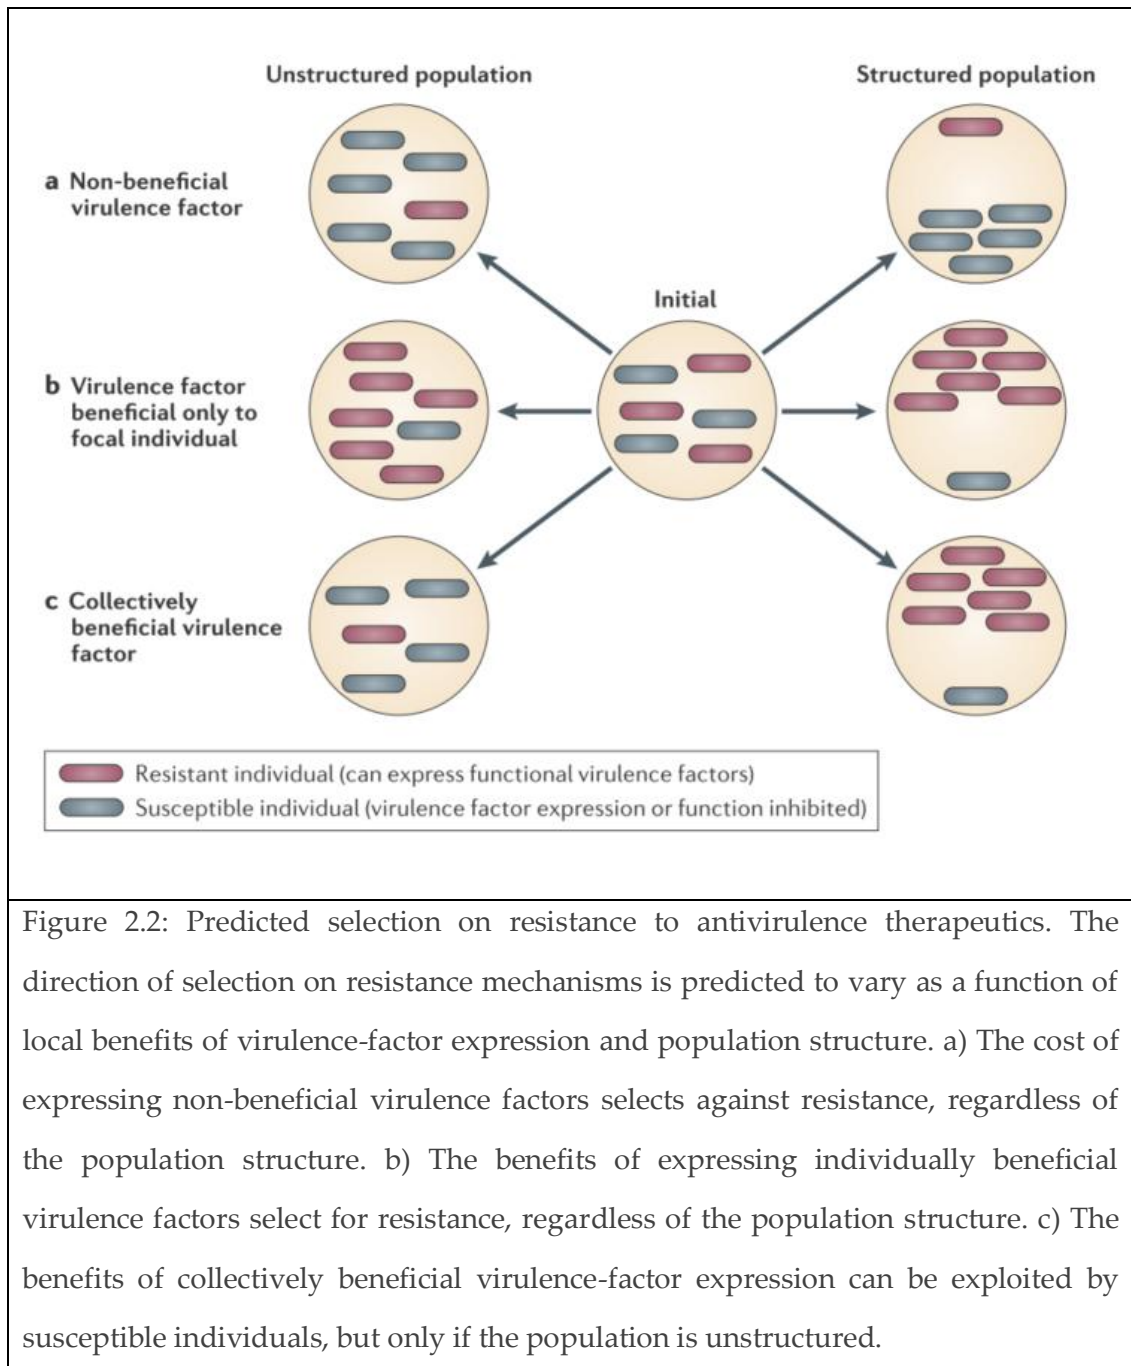 Unstructured population
Structured population
a Non-beneficial
virulence factor
Initial
b Virulence factor
beneficial only to
focal individual
c Collectively
beneficial virulence
factor
Resistant individual (can express functional virulence factors)
Susceptible individual (virulence factor expression or function inhibited)
Figure 2.2: Predicted selection on resistance to antivirulence therapeutics. The
direction of selection on resistance mechanisms is predicted to vary as a function of
local benefits of virulence-factor expression and population structure. a) The cost of
expressing non-beneficial virulence factors selects against resistance, regardless of
the population structure. b) The benefits of expressing individually beneficial
virulence factors select for resistance, regardless of the population structure. c) The
benefits of collectively beneficial virulence-factor expression can be exploited by
susceptible individuals, but only if the population is unstructured.